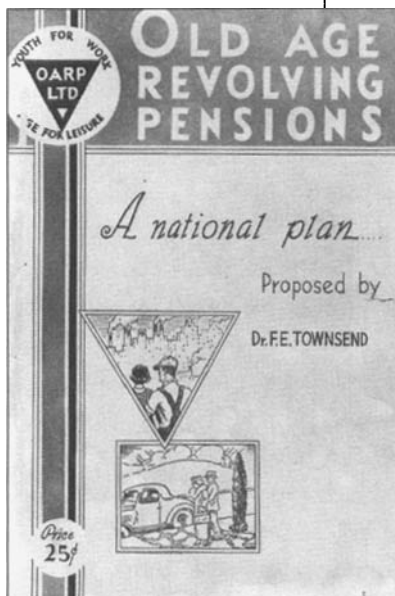 YOUTH FOR WORK
OARP
LTD
FOR LEISURE
OLD AGE
REVOLVING
PENSIONS
A national plan....
Proposed by
Dr. F.E. TOWNSEND
Price
25¢